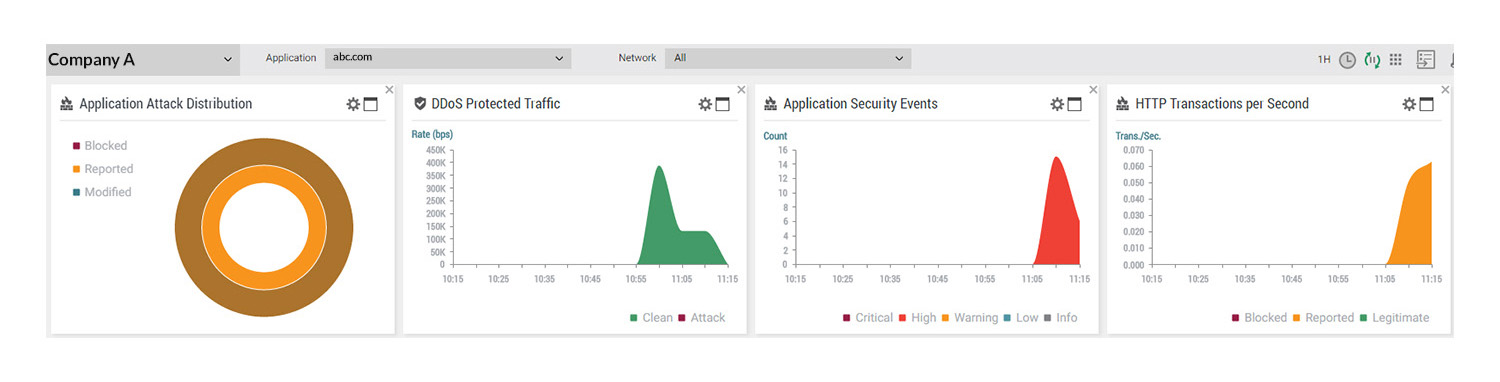 Company A
Application
abc.com
Network
All
1H
Application Attack Distribution
Blocked
Reported
Modified
DDoS Protected Traffic
Rate (bps)
450K
400K
350K
300K
250K
200K
150K
100K
50K
0
10:15 10:25 10:35 10:45 10:55 11:05 11:15
Clean Attack
Application Security Events
Count
16
14
12
10
8
6
4
2
0
10:15 10:25 10:35 10:45 10:55 11:05 11:15
Critical High Warning Low Info
HTTP Transactions per Second
Trans./Sec.
0.070
0.060
0.050
0.040
0.030
0.020
0.010
0.000
10:15 10:25 10:35 10:45 10:55 11:05 11:15
Blocked Reported Legitimate